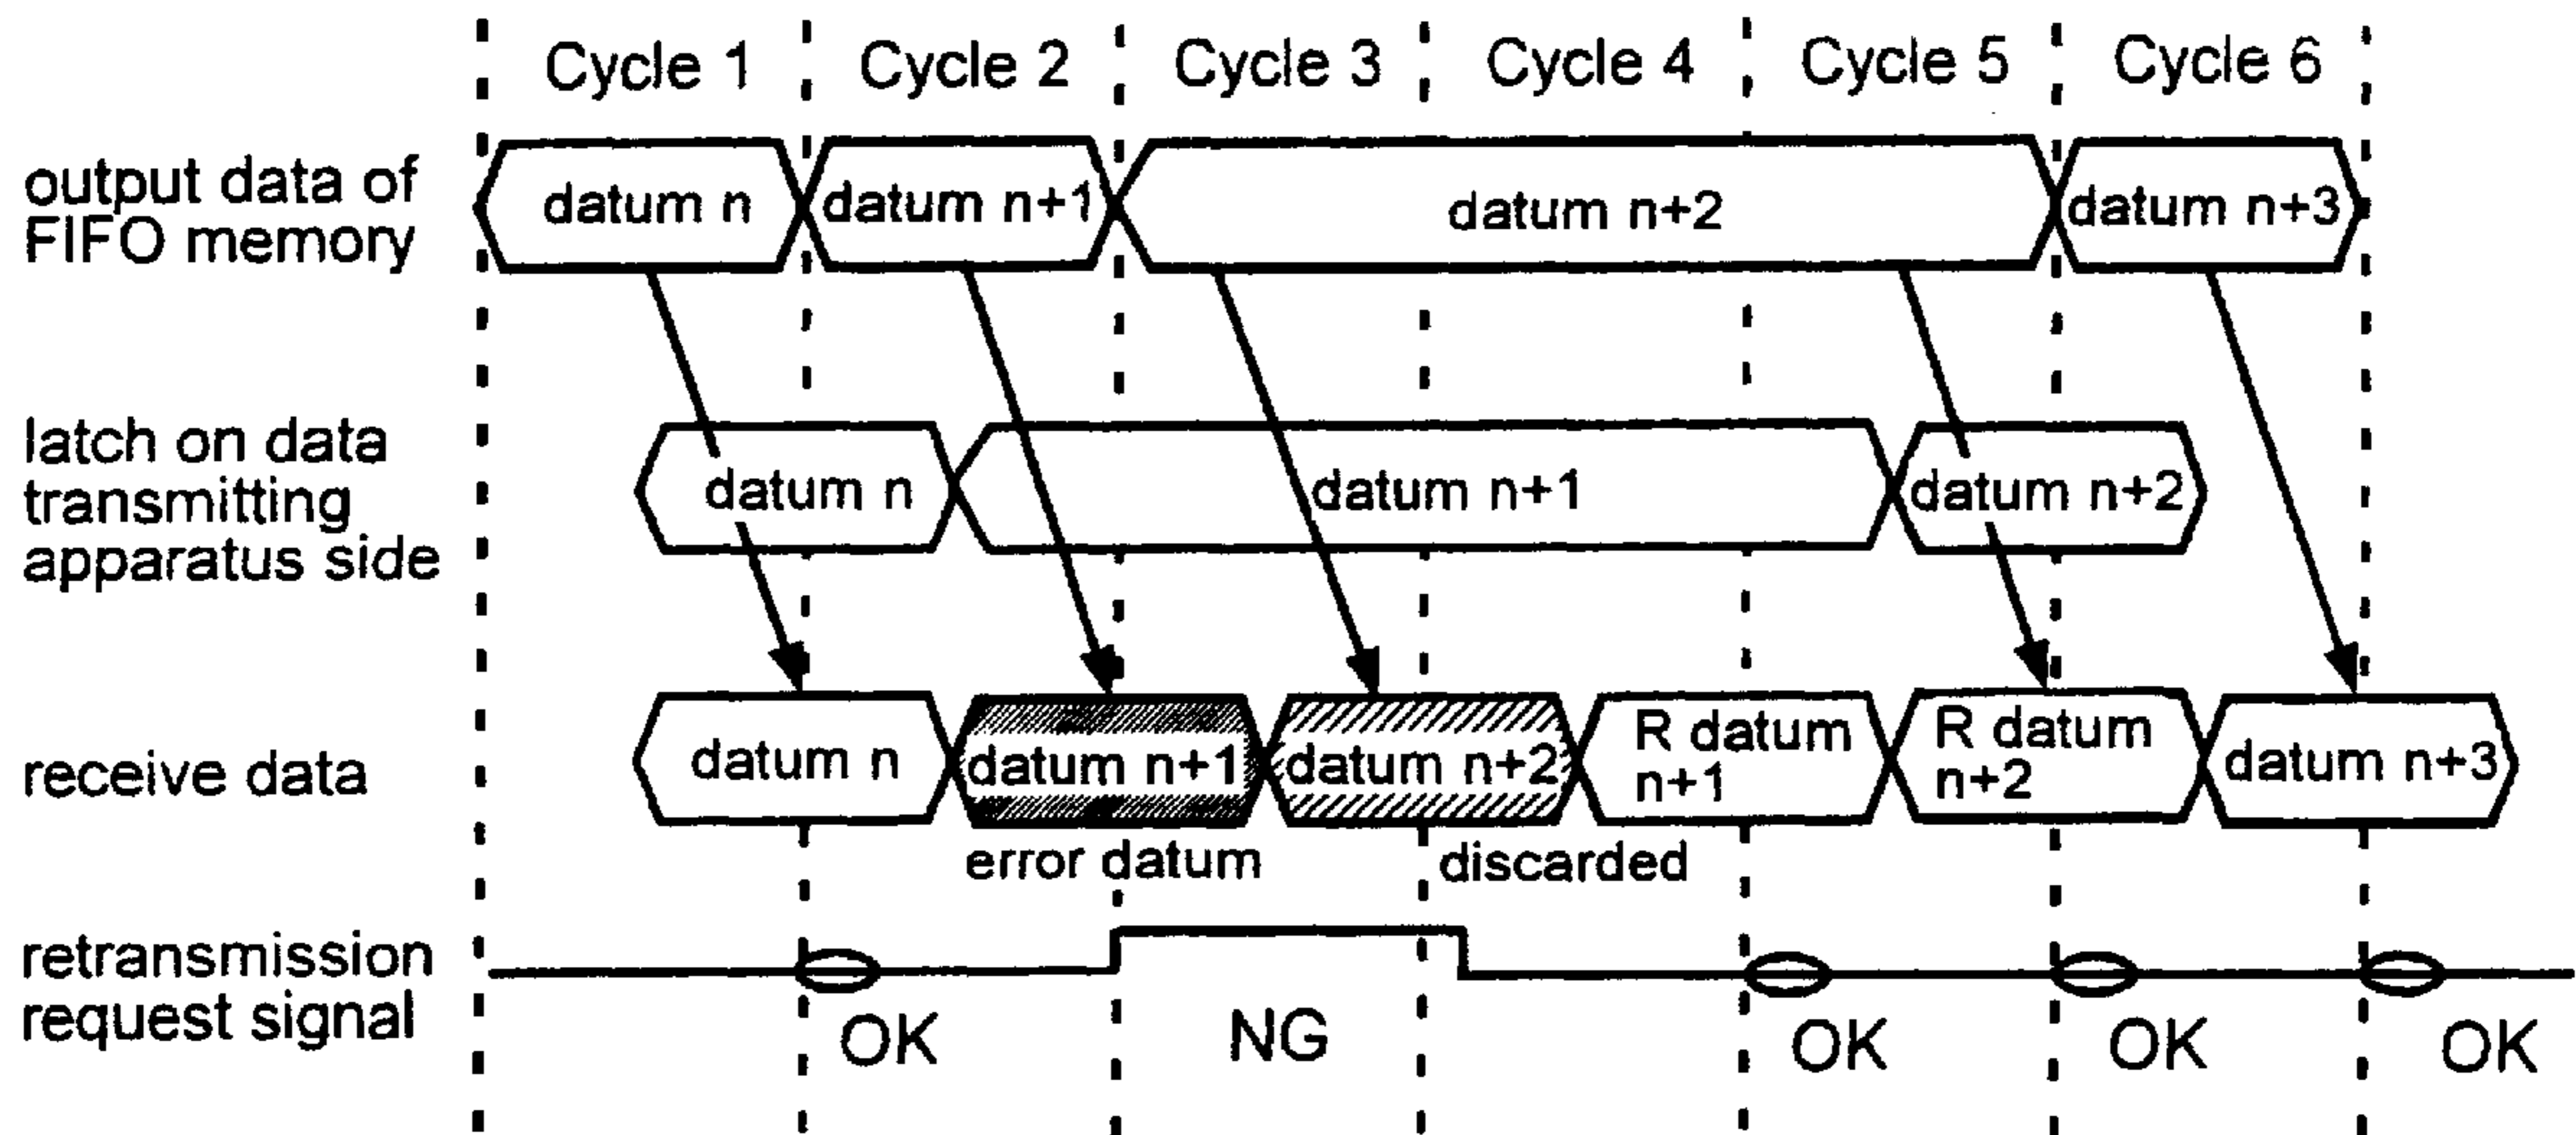 Cycle 1 Cycle 2 Cycle 3 Cycle 4 Cycle 5 Cycle 6
output data of
FIFO memory
datum n datum n+1 datum n+2 datum n+3
latch on data
transmitting
apparatus side
datum n datum n+1 datum n+2
receive data
datum n datum n+1 datum n+2 R datum
n+1 R datum
n+2 datum n+3
error datum discarded
retransmission
request signal
OK NG OK OK OK